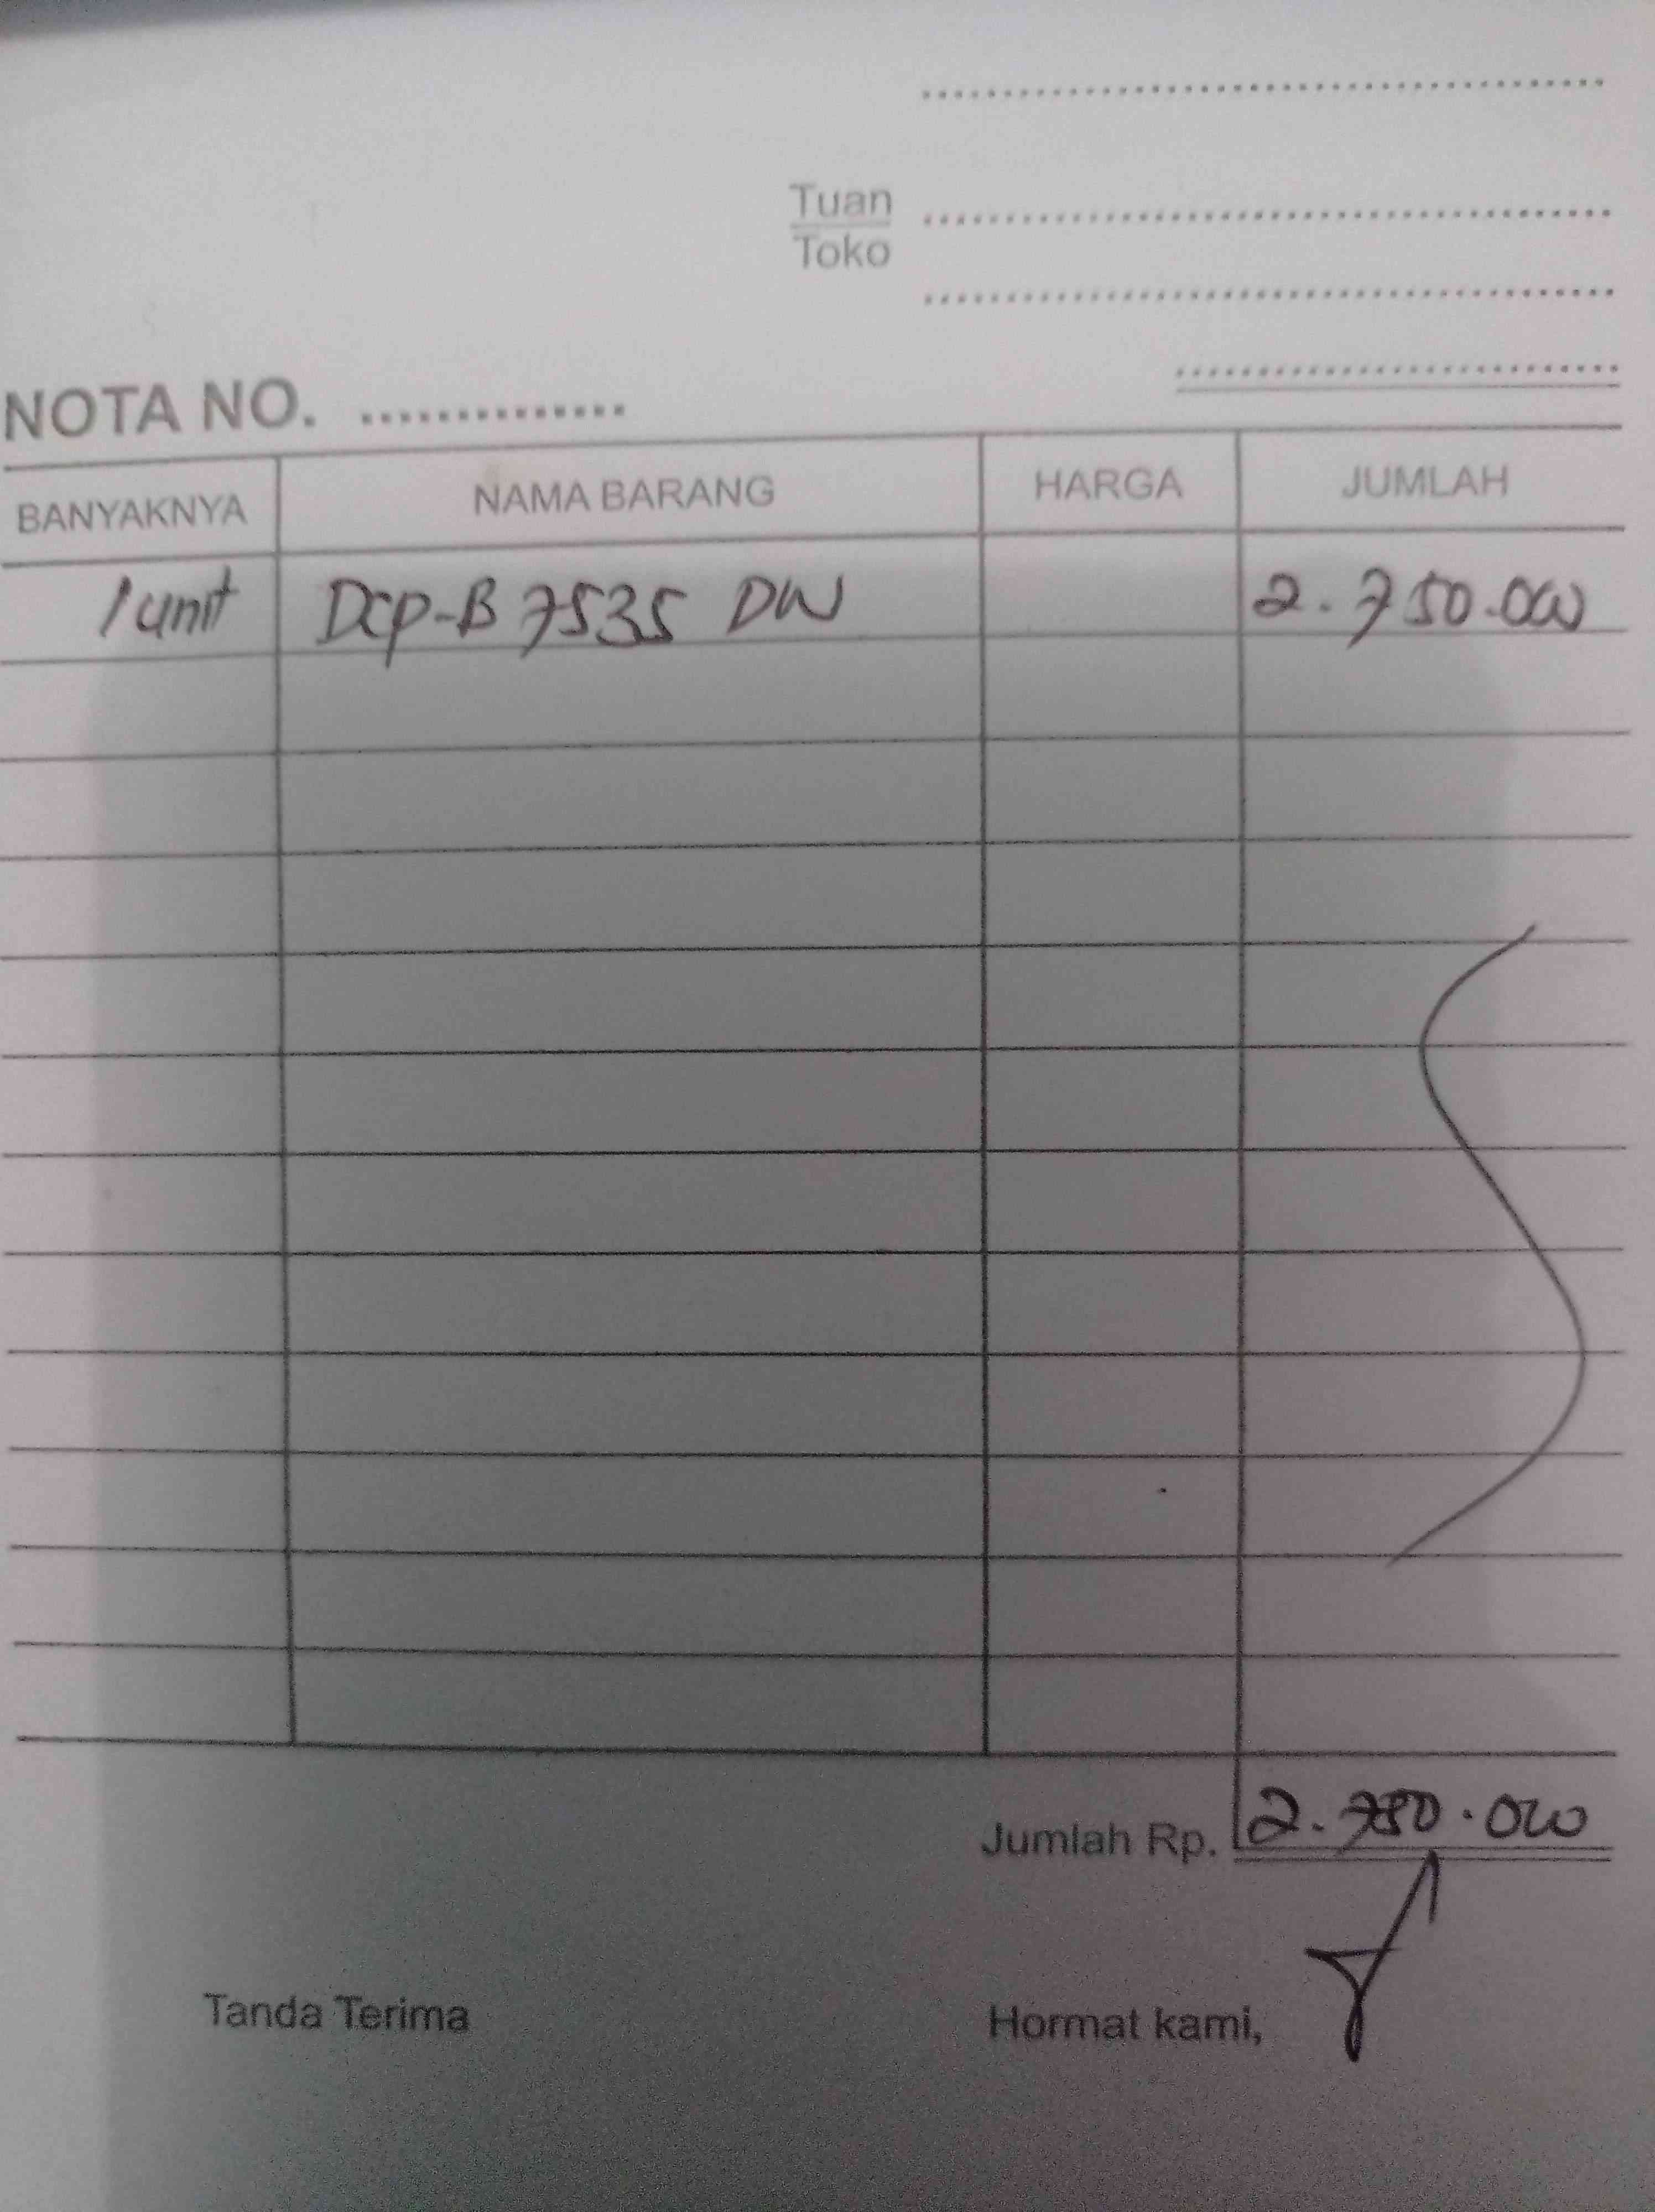 Tuan
Toko
NOTA NO.
BANYAKNYA NAMA BARANG HARGA JUMLAH
1 unit DCP-B 7535 DW 2.750.000
Jumlah Rp. 2.750.000
Tanda Terima Hormat kami,